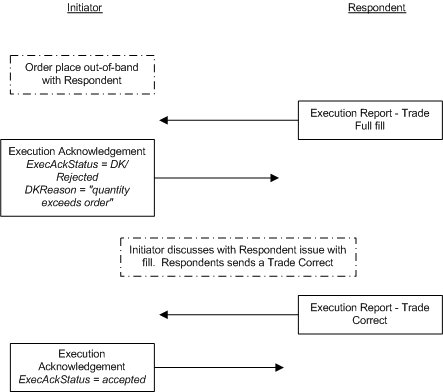 Initiator
Respondent
Order place out-of-band
with Respondent
Execution Report - Trade
Full fill
Execution Acknowledgement
ExecAckStatus = DK/
Rejected
DKReason = "quantity
exceeds order"
Initiator discusses with Respondent issue with
fill. Respondents sends a Trade Correct
Execution Report - Trade
Correct
Execution
Acknowledgement
ExecAckStatus = accepted